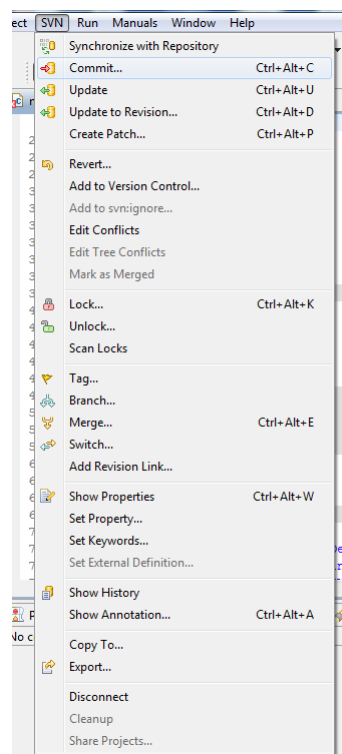 ect SVN Run Manuals Window Help
Synchronize with Repository
Commit... Ctrl+Alt+C
Update Ctrl+Alt+U
Update to Revision... Ctrl+Alt+D
Create Patch... Ctrl+Alt+P
Revert...
Add to Version Control...
Add to svn:ignore...
Edit Conflicts
Edit Tree Conflicts
Mark as Merged
Lock... Ctrl+Alt+K
Unlock...
Scan Locks
Tag...
Branch...
Merge... Ctrl+Alt+E
Switch...
Add Revision Link...
Show Properties Ctrl+Alt+W
Set Property...
Set Keywords...
Set External Definition...
Show History
Show Annotation... Ctrl+Alt+A
Copy To...
Export...
Disconnect
Cleanup
Share Projects...